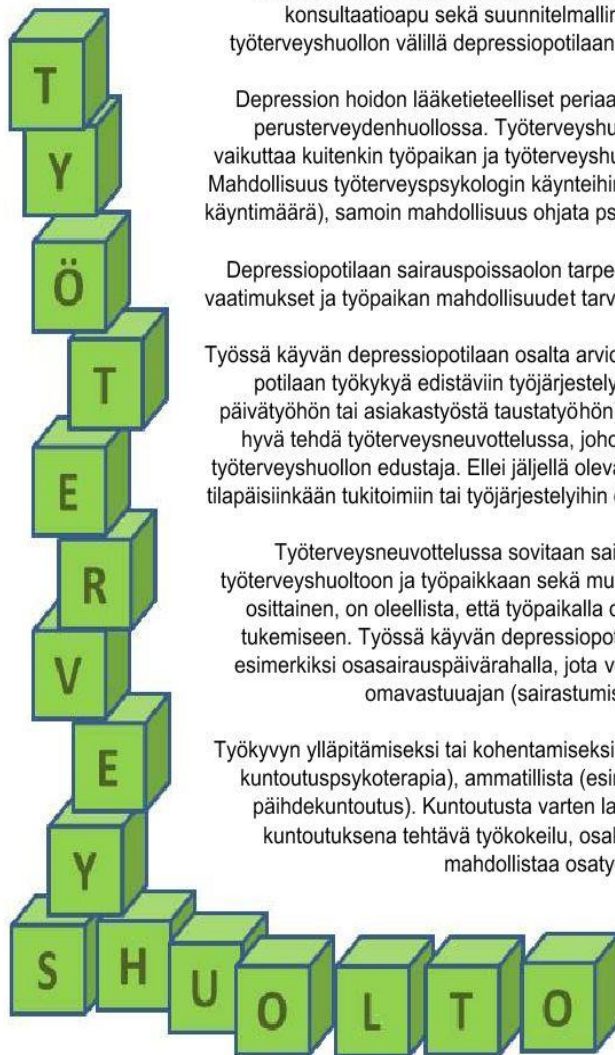 konsultaatioapu sekä suunnitelmallin
työterveyshuollon välillä depressiopotilaan
Depression hoidon lääketieteelliset periaa
perusterveydenhuollossa. Työterveyshu
vaikuttaa kuitenkin työpaikan ja työterveyshu
Mahdollisuus työterveyspsykologin käynteihin
käyntimäärä), samoin mahdollisuus ohjata ps
Depressiopotilaan sairauspoissaolon tarpe
vaatimukset ja työpaikan mahdollisuudet tarv
Työssä käyvän depressiopotilaan osalta arvio
potilaan työkykyä edistäviin työjärjestely
päivätyöhön tai asiakastyöstä taustatyöhön
hyvä tehdä työterveysneuvottelussa, joho
työterveyshuollon edustaja. Ellei jäljellä oleva
tilapäisiinkään tukitoimiin tai työjärjestelyihin
Työterveysneuvottelussa sovitaan sai
työterveyshuoltoon ja työpaikkaan sekä mu
osittainen, on oleellista, että työpaikalla o
tukemiseen. Työssä käyvän depressiopot
esimerkiksi osasairauspäivärahalla, jota v
omavastuuajan (sairastumis
Työkyvyn ylläpitämiseksi tai kohentamiseksi
kuntoutuspsykoterapia), ammatillista (esi
päihdekuntoutus). Kuntoutusta varten la
kuntoutuksena tehtävä työkokeilu, osal
mahdollistaa osaty
T
Y
Ö
T
E
R
V
E
Y
S H U O L T O